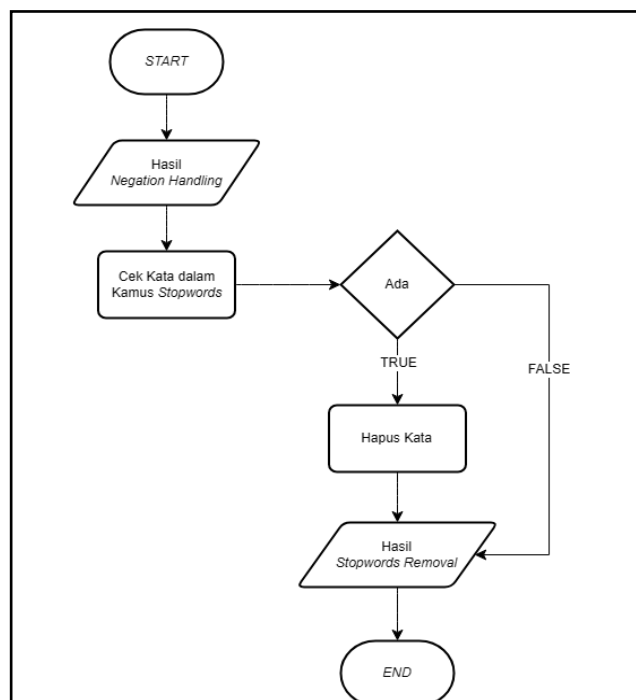 START
Hasil
Negation Handling
Cek Kata dalam
Kamus Stopwords
Ada
TRUE
FALSE
Hapus Kata
Hasil
Stopwords Removal
END